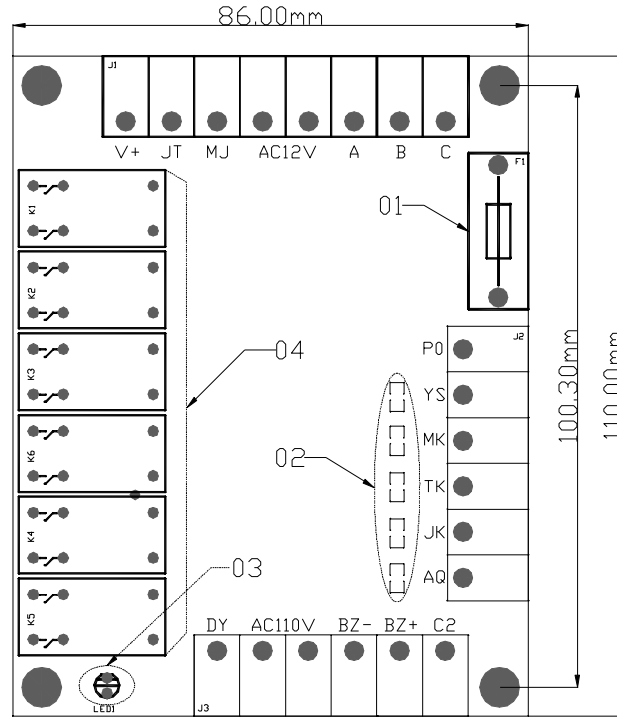 86.00mm
J1
V+ JT MJ AC12V A B C
F1
01
K1
K2
K3
K6
K4
K5
04
J2
P0
YS
MK
TK
JK
AQ
02
100.30mm
110.00mm
03
DY AC110V BZ- BZ+ C2
LED1
J3